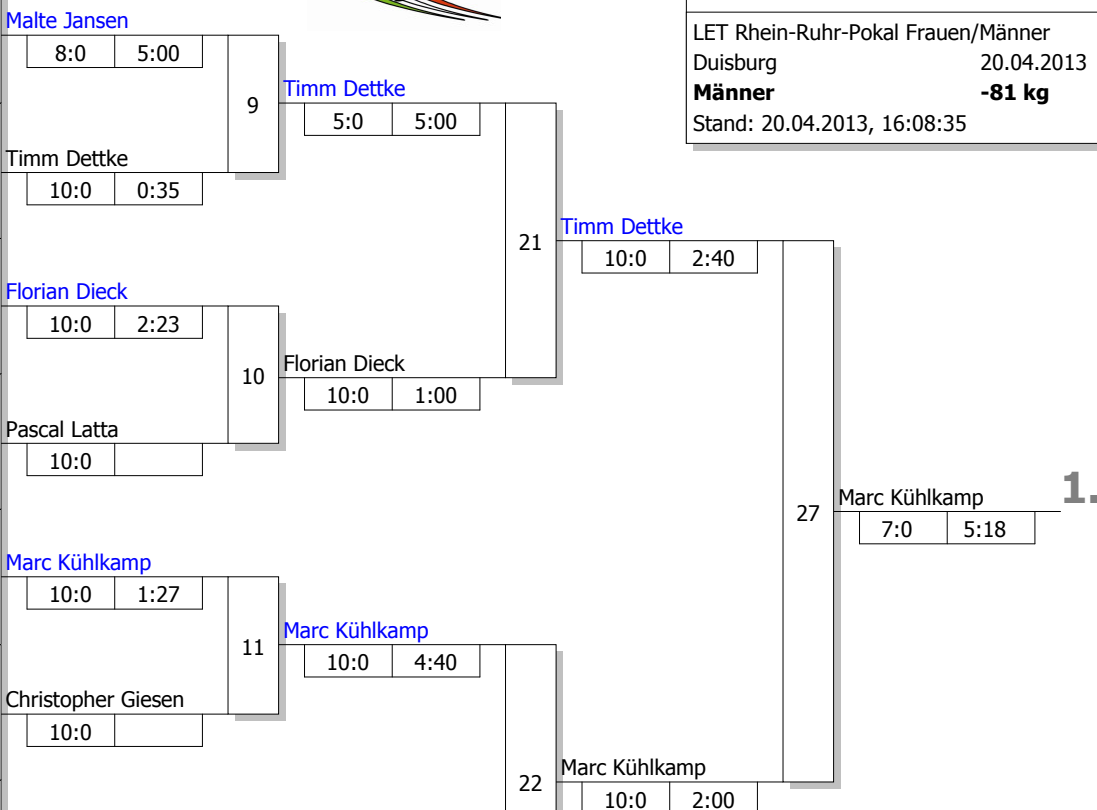 Malte Jansen
8:0 5:00
LET Rhein-Ruhr-Pokal Frauen/Männer
Duisburg 20.04.2013
Männer -81 kg
Stand: 20.04.2013, 16:08:35
9
Timm Dettke
5:0 5:00
Timm Dettke
10:0 0:35
21
Timm Dettke
10:0 2:40
Florian Dieck
10:0 2:23
10
Florian Dieck
10:0 1:00
Pascal Latta
10:0
27
Marc Kühlkamp
7:0 5:18
1.
Marc Kühlkamp
10:0 1:27
11
Marc Kühlkamp
10:0 4:40
Christopher Giesen
10:0
22
Marc Kühlkamp
10:0 2:00